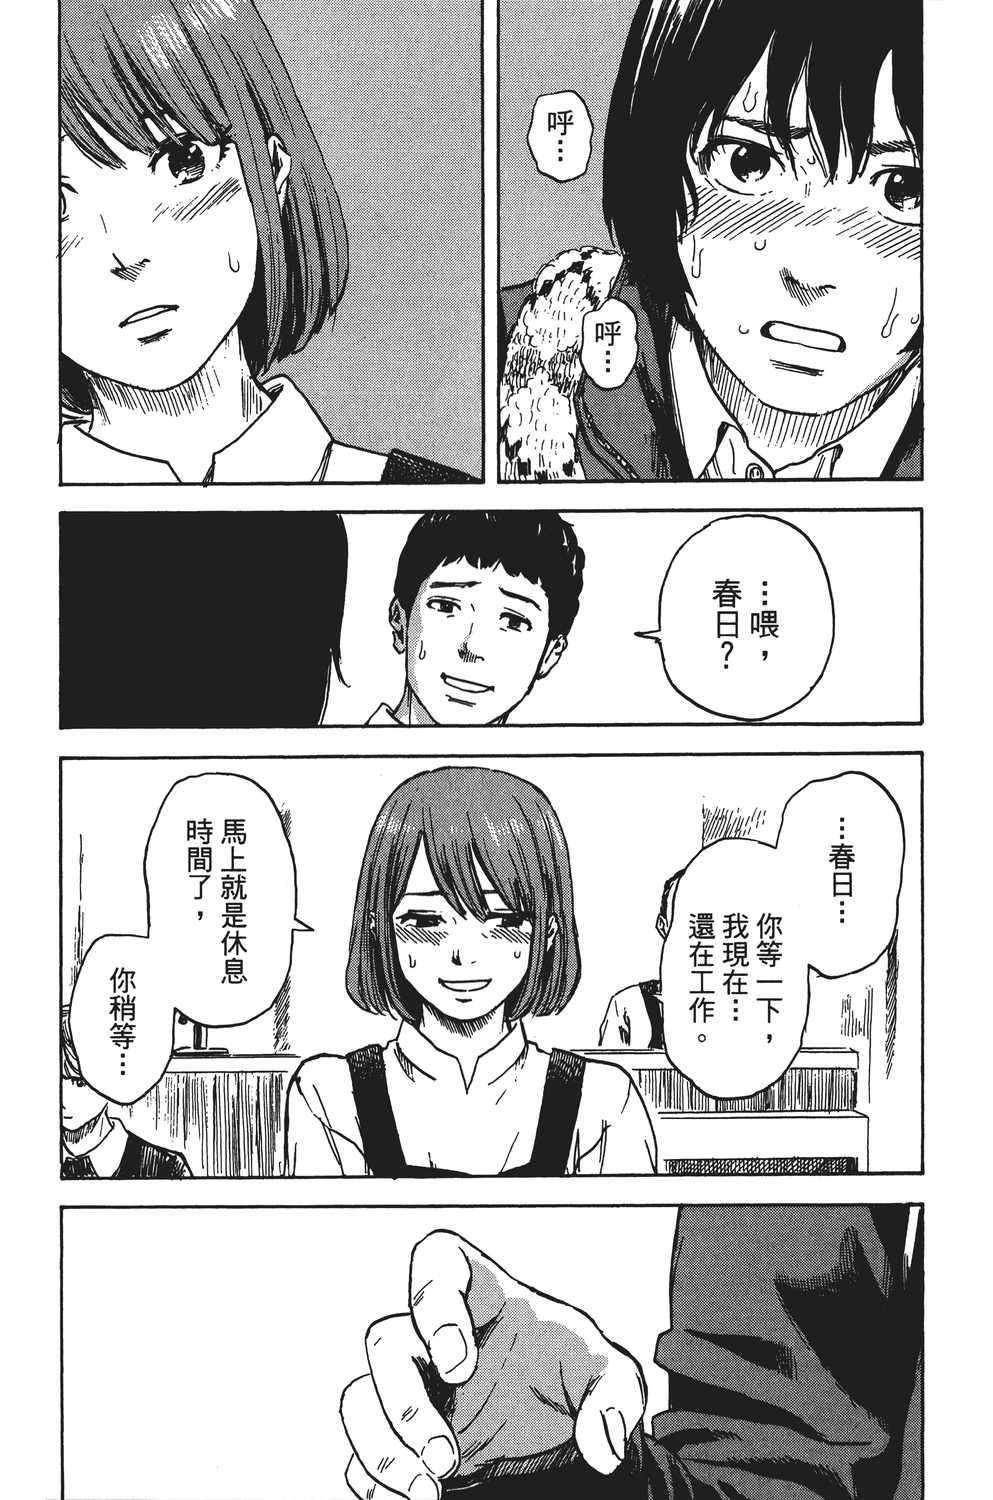 呼…
呼…
…喂，
春日？
…春日…
你等一下，
我現在…
還在工作。
馬上就是休息
時間了，
你稍等…